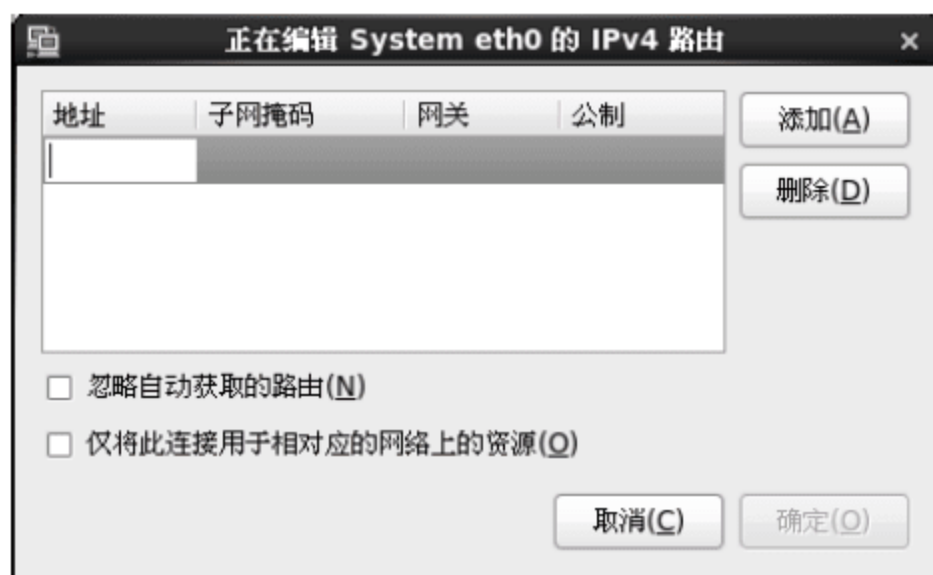 正在编辑 System eth0 的 IPv4 路由
地址 子网掩码 网关 公制
添加(A)
删除(D)
忽略自动获取的路由(N)
仅将此连接用于相对应的网络上的资源(O)
取消(C) 确定(O)